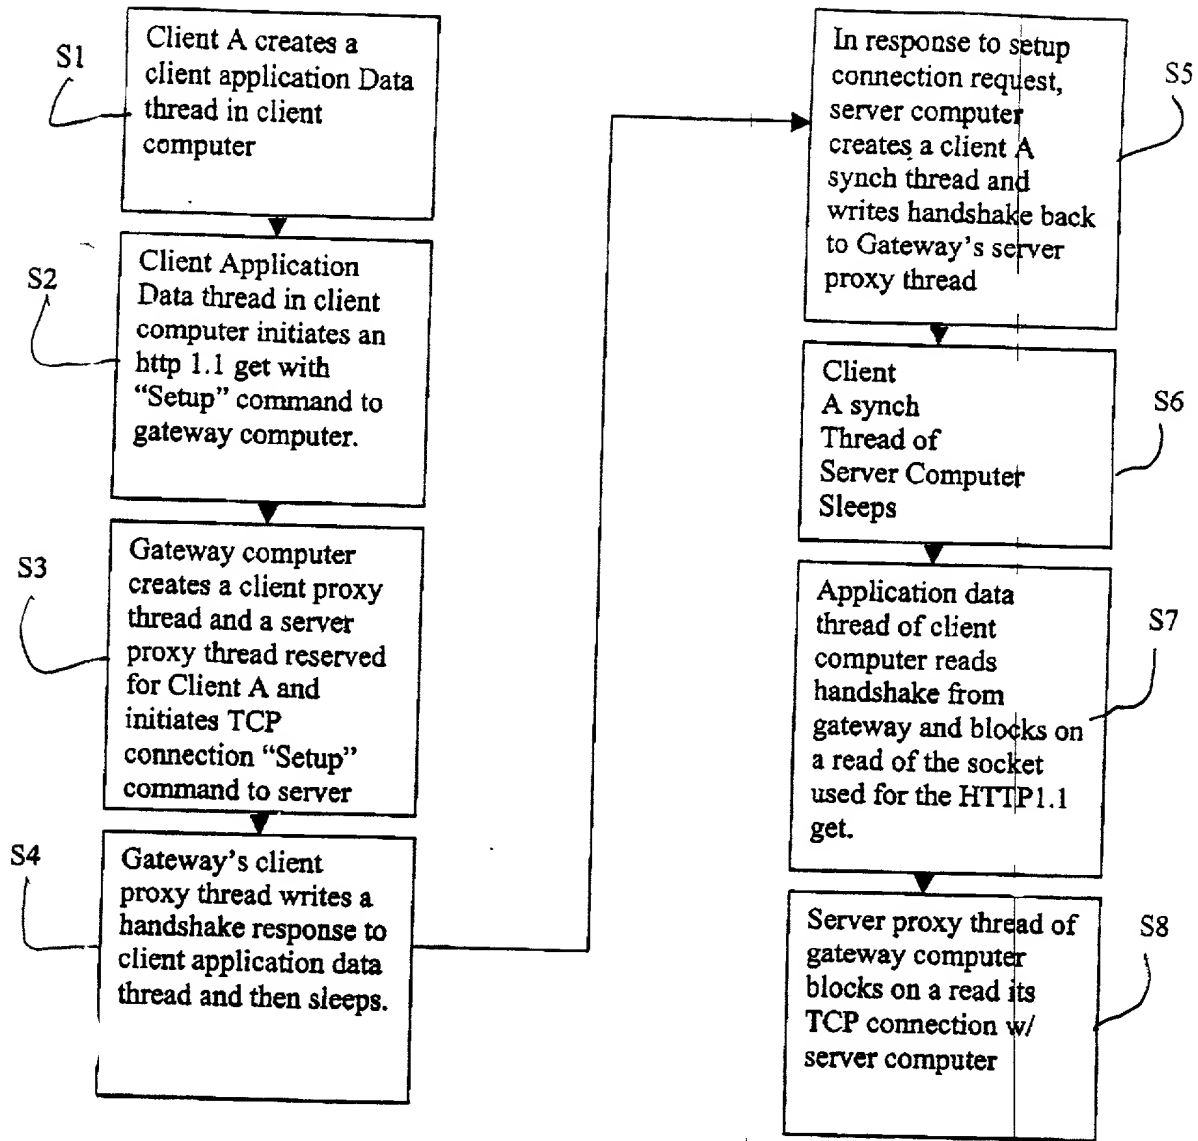 S1
Client A creates a
client application Data
thread in client
computer
S2
Client Application
Data thread in client
computer initiates an
http 1.1 get with
“Setup” command to
gateway computer.
S3
Gateway computer
creates a client proxy
thread and a server
proxy thread reserved
for Client A and
initiates TCP
connection “Setup”
command to server
S4
Gateway’s client
proxy thread writes a
handshake response to
client application data
thread and then sleeps.
In response to setup
connection request,
server computer
creates a client A
synch thread and
writes handshake back
to Gateway’s server
proxy thread
S5
Client
A synch
Thread of
Server Computer
Sleeps
S6
Application data
thread of client
computer reads
handshake from
gateway and blocks on
a read of the socket
used for the HTTP1.1
get.
S7
Server proxy thread of
gateway computer
blocks on a read its
TCP connection w/
server computer
S8